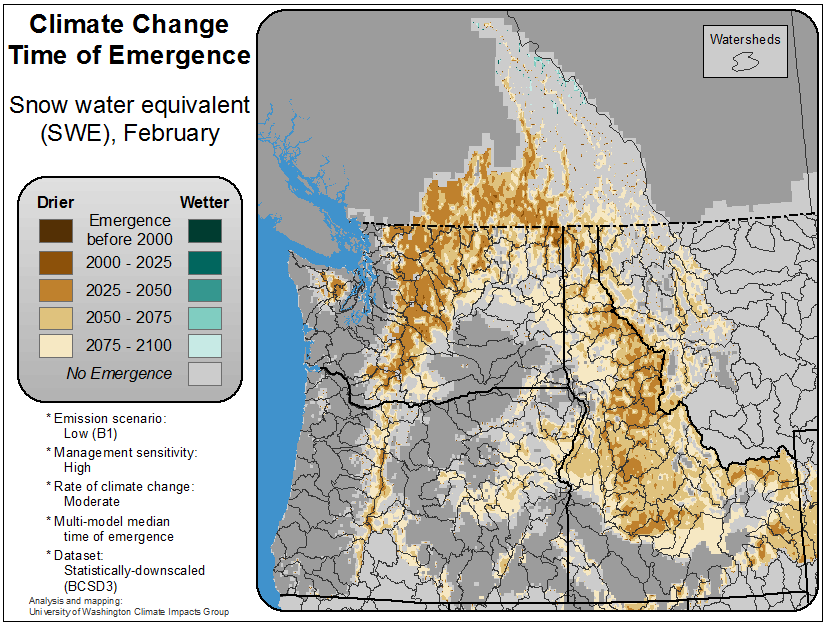 Climate Change
Time of Emergence
Snow water equivalent
(SWE), February
Drier
Wetter
Emergence
before 2000
2000 - 2025
2025 - 2050
2050 - 2075
2075 - 2100
No Emergence
* Emission scenario:
Low (B1)
* Management sensitivity:
High
* Rate of climate change:
Moderate
* Multi-model median
time of emergence
* Dataset:
Statistically-downscaled
(BCSD3)
Analysis and mapping:
University of Washington Climate Impacts Group
Watersheds